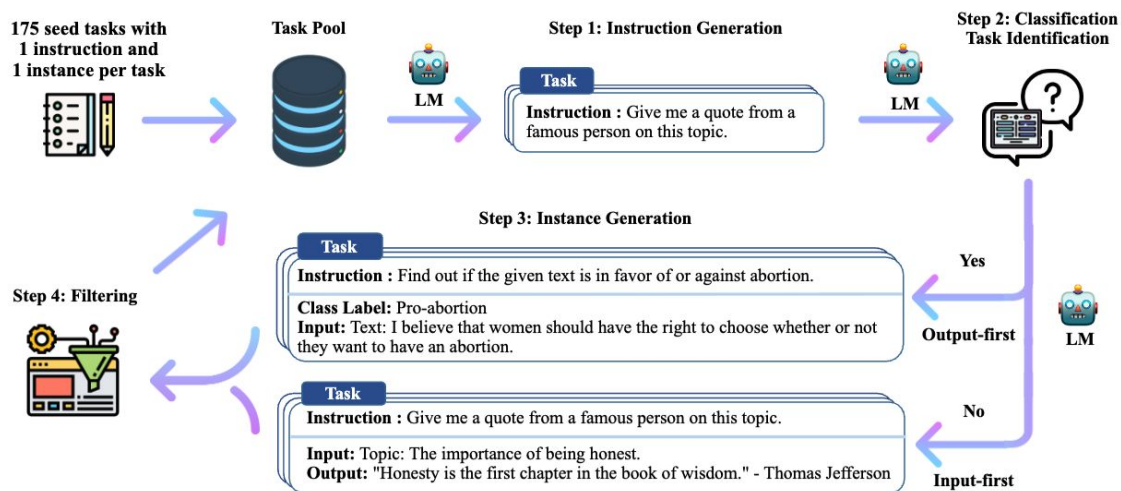 175 seed tasks with
1 instruction and
1 instance per task
Task Pool
LM
Step 1: Instruction Generation
Task
Instruction : Give me a quote from a
famous person on this topic.
LM
Step 2: Classification
Task Identification
?
Step 3: Instance Generation
Task
Instruction : Find out if the given text is in favor of or against abortion.
Class Label: Pro-abortion
Input: Text: I believe that women should have the right to choose whether or not
they want to have an abortion.
Yes
Output-first
LM
Step 4: Filtering
Task
Instruction : Give me a quote from a famous person on this topic.
Input: Topic: The importance of being honest.
Output: "Honesty is the first chapter in the book of wisdom." - Thomas Jefferson
No
Input-first